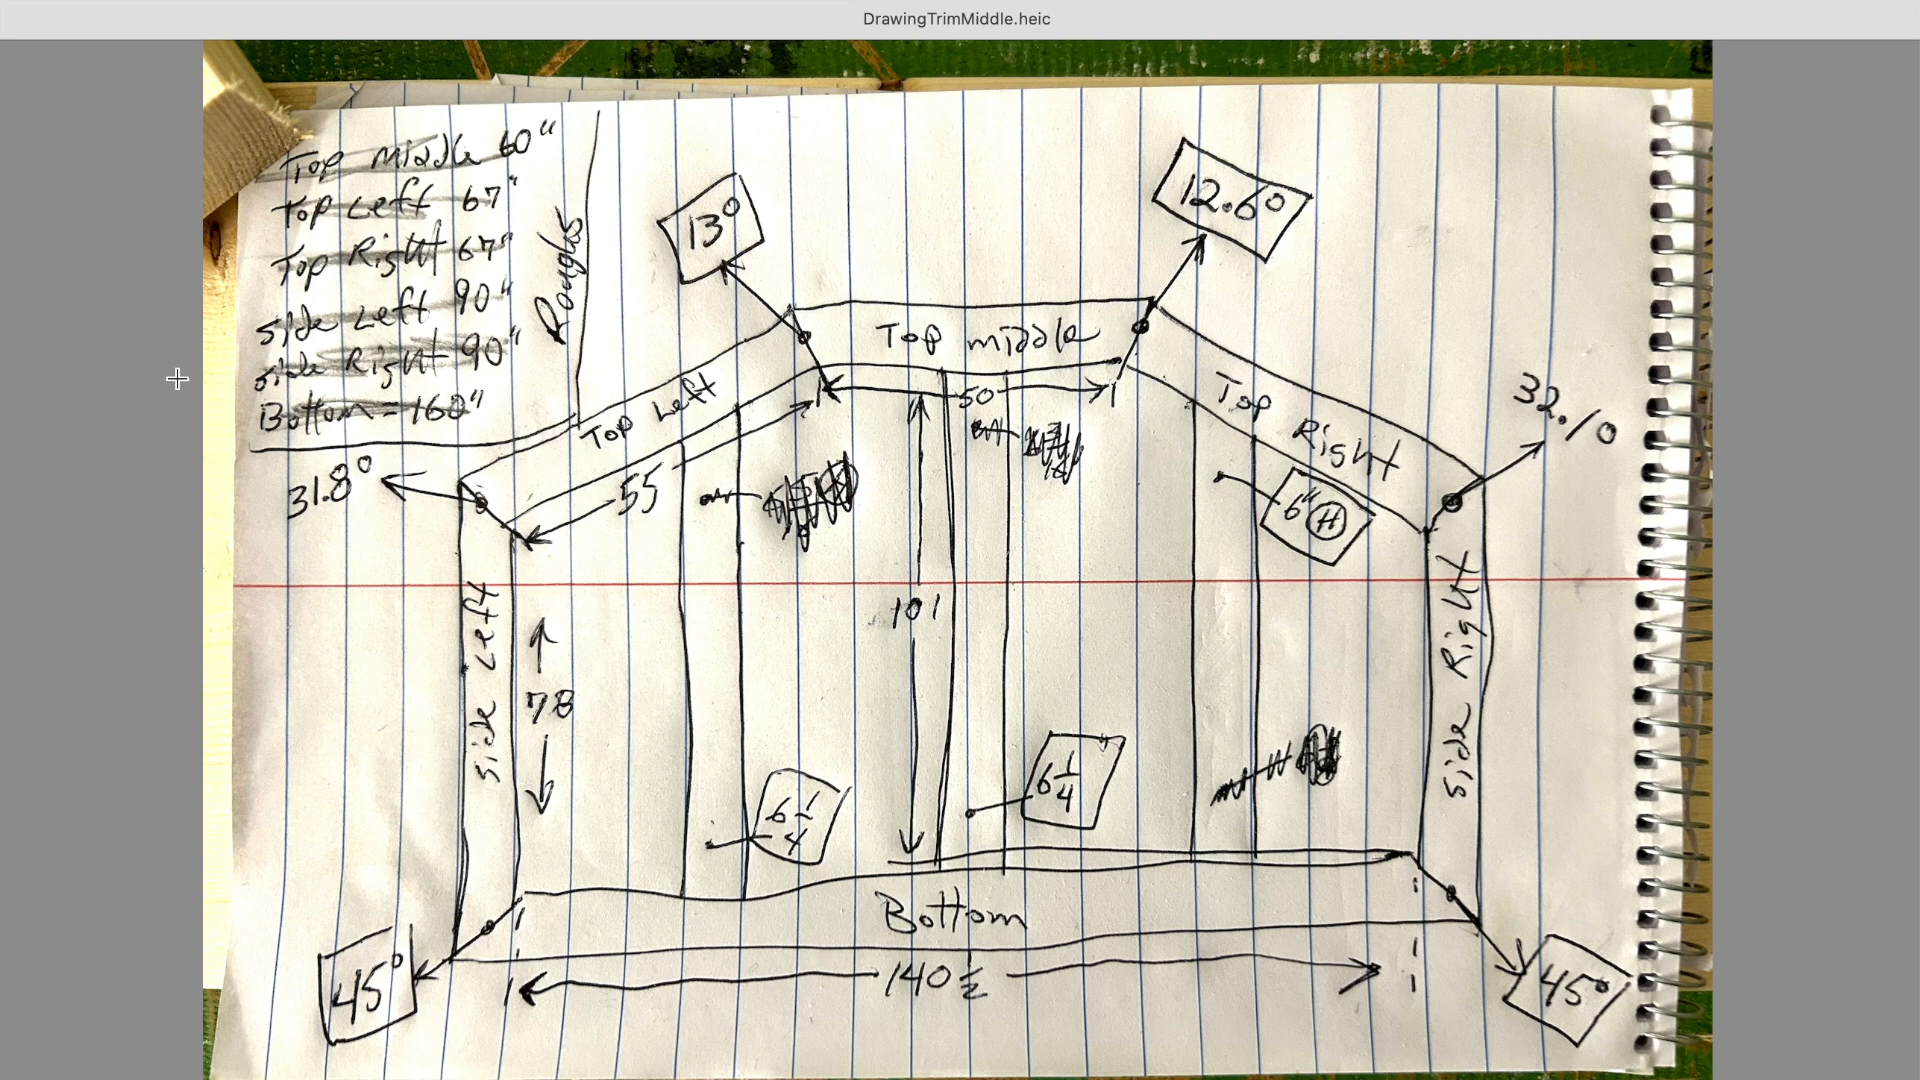 DrawingTrimMiddle.heic
Top Middle 60"
Top Left 67"
Top Right 67"
Side Left 90"
Side Right 90"
Bottom = 160"
Roughs
13°
12.6°
Top middle
50
Top Left
Top Right
32.1°
31.8°
55
6" H
101
Side Left
78
Side Right
6 1/4
6 1/4
Bottom
140 1/2
45°
45°